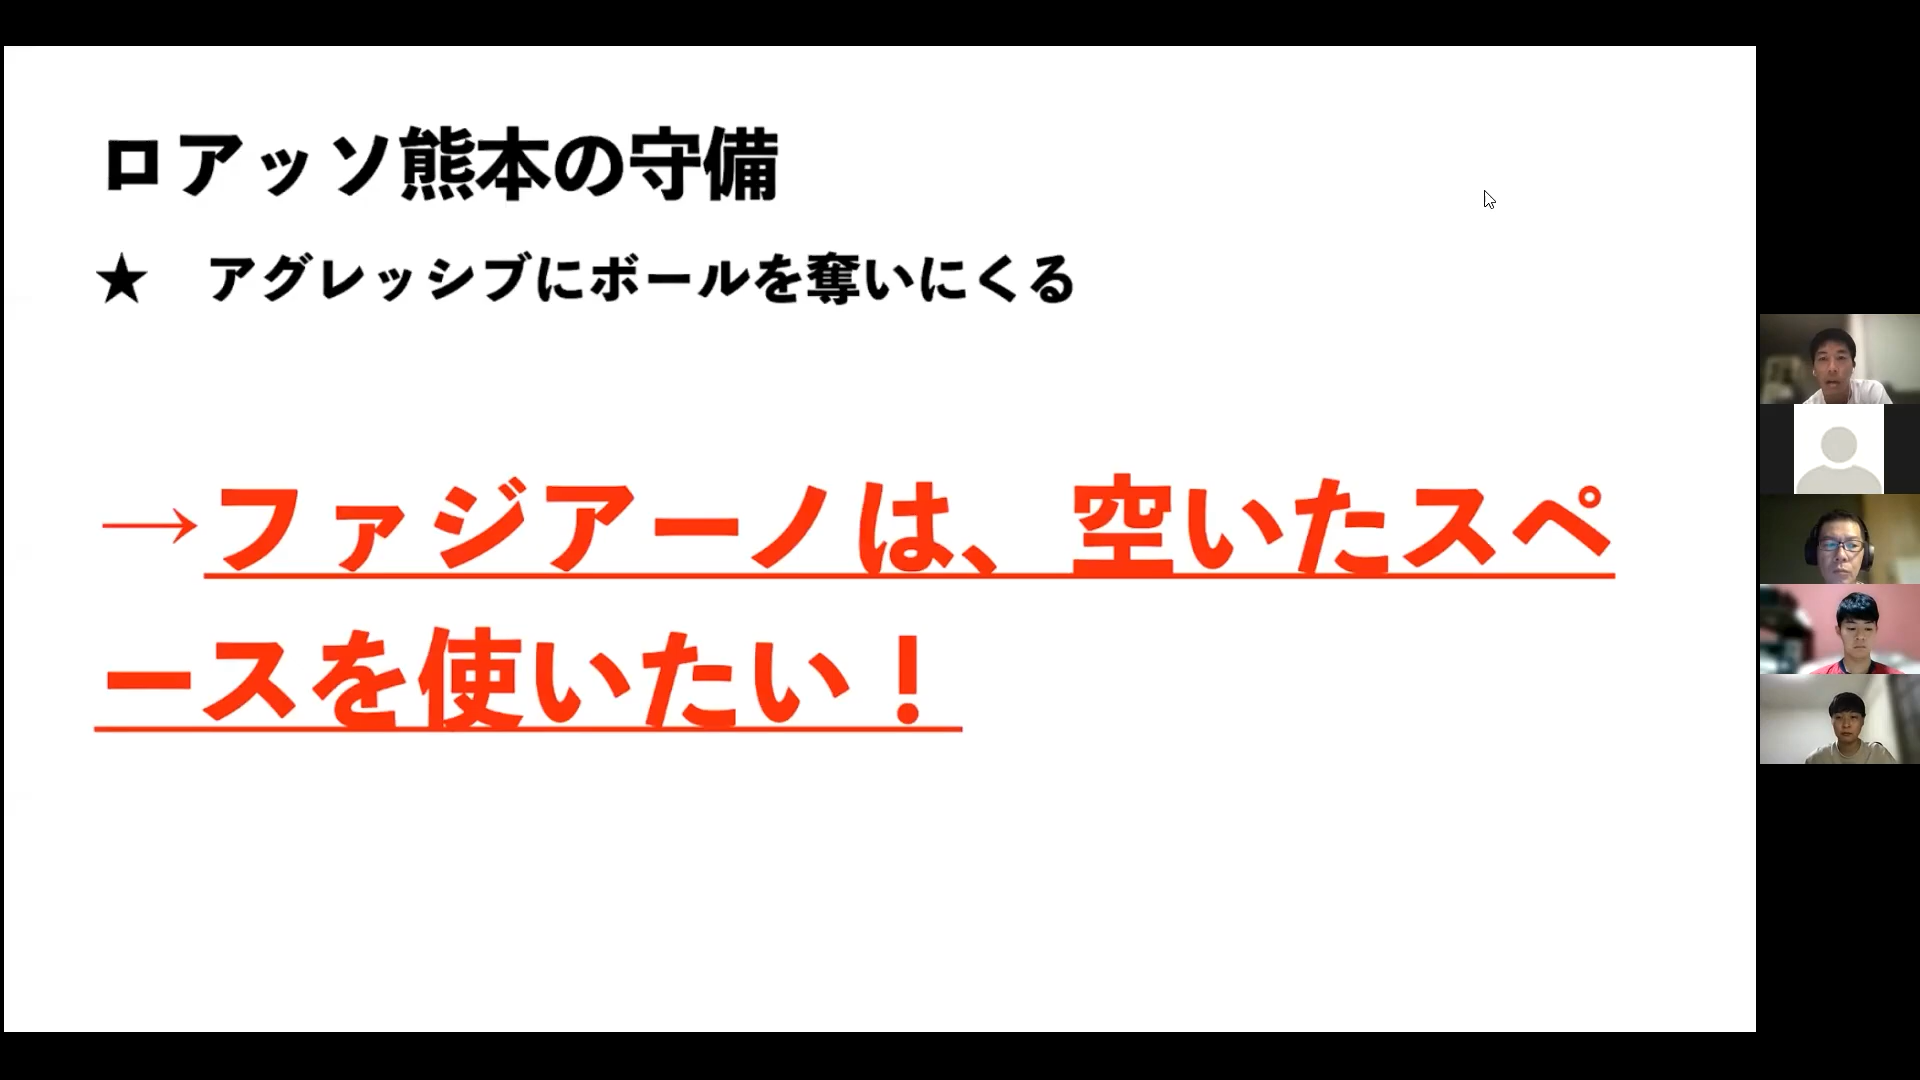 ロアッソ熊本の守備
★　アグレッシブにボールを奪いにくる
→ファジアーノは、空いたスペ
ースを使いたい！